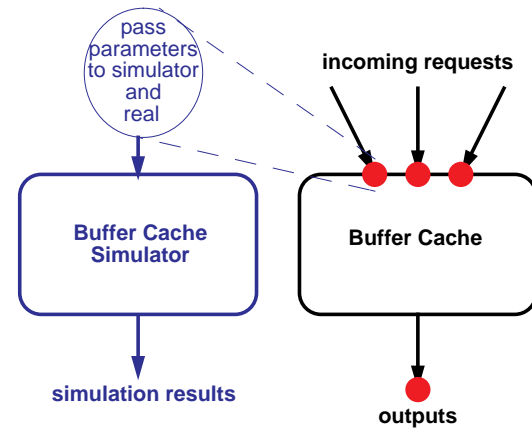 pass
parameters
to simulator
and
real
incoming requests
Buffer Cache
Simulator
Buffer Cache
simulation results
outputs